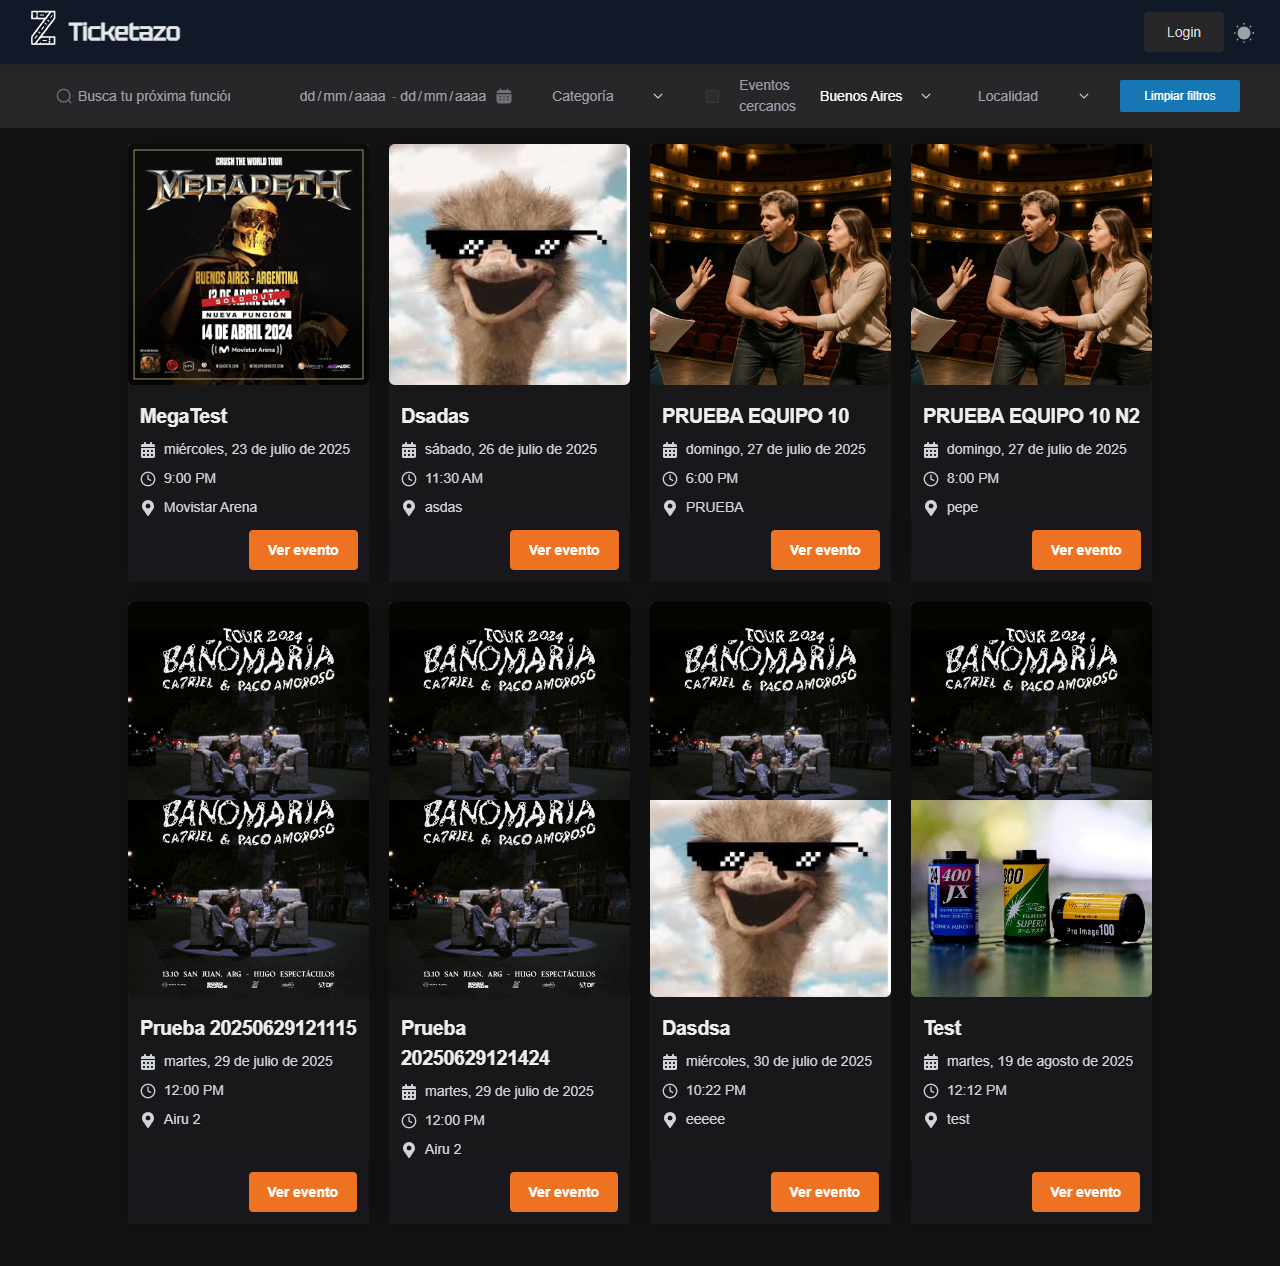 Ticketazo
Login
Busca tu próxima función
dd/mm/aaaa - dd/mm/aaaa
Categoría
Eventos cercanos
Buenos Aires
Localidad
Limpiar filtros
CRUSH THE WORLD TOUR
MEGADETH
BUENOS AIRES - ARGENTINA
SOLD OUT
NUEVA FUNCIÓN
14 DE ABRIL 2024
Movistar Arena
MegaTest
miércoles, 23 de julio de 2025
9:00 PM
Movistar Arena
Ver evento
Dsadas
sábado, 26 de julio de 2025
11:30 AM
asdas
Ver evento
PRUEBA EQUIPO 10
domingo, 27 de julio de 2025
6:00 PM
PRUEBA
Ver evento
PRUEBA EQUIPO 10 N2
domingo, 27 de julio de 2025
8:00 PM
pepe
Ver evento
TOUR 2024
BAÑOMARÍA
CA7RIEL & PACO AMOROSO
TOUR 2024
BAÑOMARÍA
CA7RIEL & PACO AMOROSO
TOUR 2024
BAÑOMARÍA
CA7RIEL & PACO AMOROSO
TOUR 2024
BAÑOMARÍA
CA7RIEL & PACO AMOROSO
BAÑOMARÍA
CA7RIEL & PACO AMOROSO
13.10 SAN JUAN, ARG - HUGO ESPECTÁCULOS
Prueba 20250629121115
martes, 29 de julio de 2025
12:00 PM
Airu 2
Ver evento
BAÑOMARÍA
CA7RIEL & PACO AMOROSO
13.10 SAN JUAN, ARG - HUGO ESPECTÁCULOS
Prueba
20250629121424
martes, 29 de julio de 2025
12:00 PM
Airu 2
Ver evento
Dasdsa
miércoles, 30 de julio de 2025
10:22 PM
eeeee
Ver evento
400
JX
KONICA MINOLTA
800
SUPERIA
Pro Image 100
Test
martes, 19 de agosto de 2025
12:12 PM
test
Ver evento